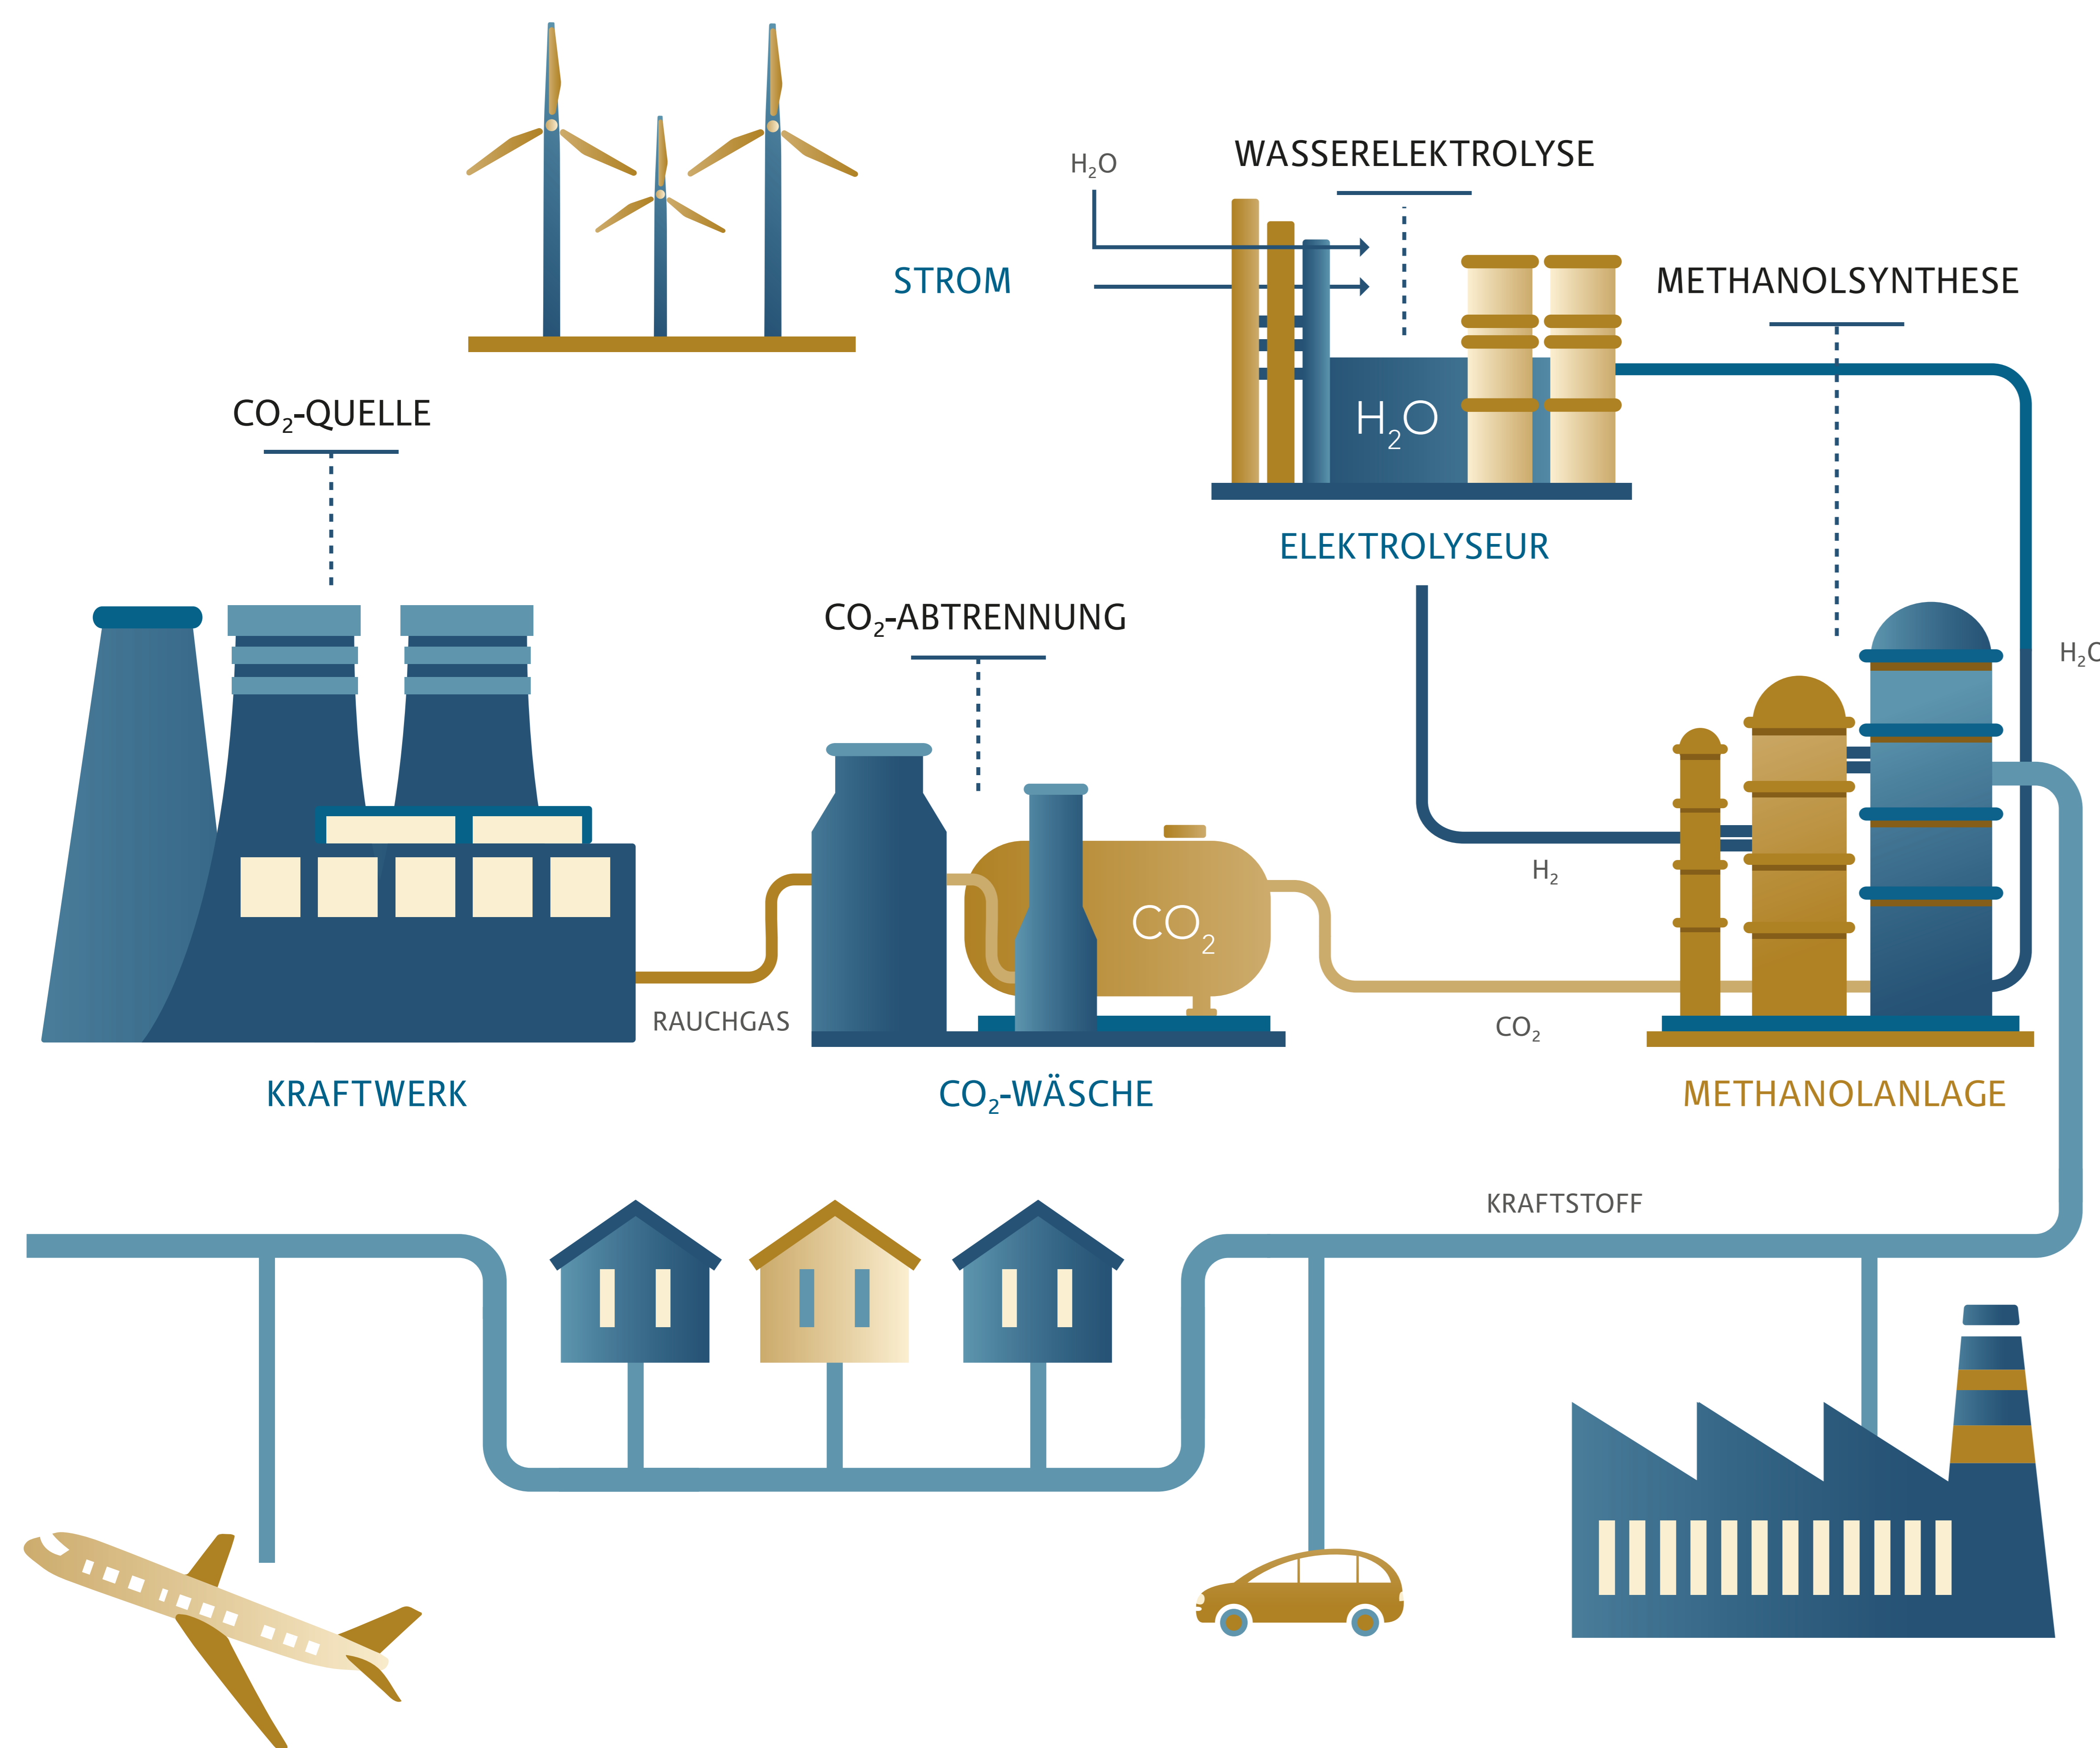 H₂O
WASSERELEKTROLYSE
STROM
METHANOLSYNTHESE
CO₂-QUELLE
H₂O
ELEKTROLYSEUR
CO₂-ABTRENNUNG
H₂O
H₂
CO₂
RAUCHGAS
CO₂
KRAFTWERK
CO₂-WÄSCHE
METHANOLANLAGE
KRAFTSTOFF